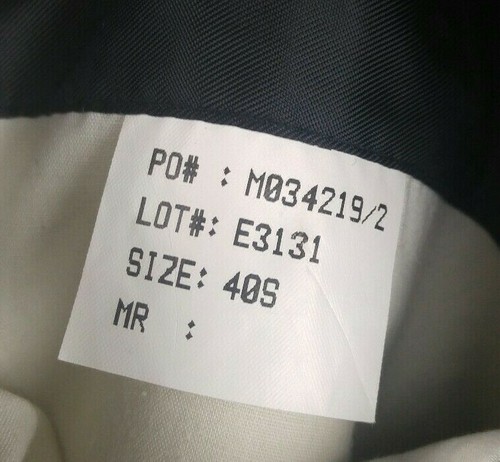 PO# : M034219/2
LOT#: E3131
SIZE: 40S
MR :